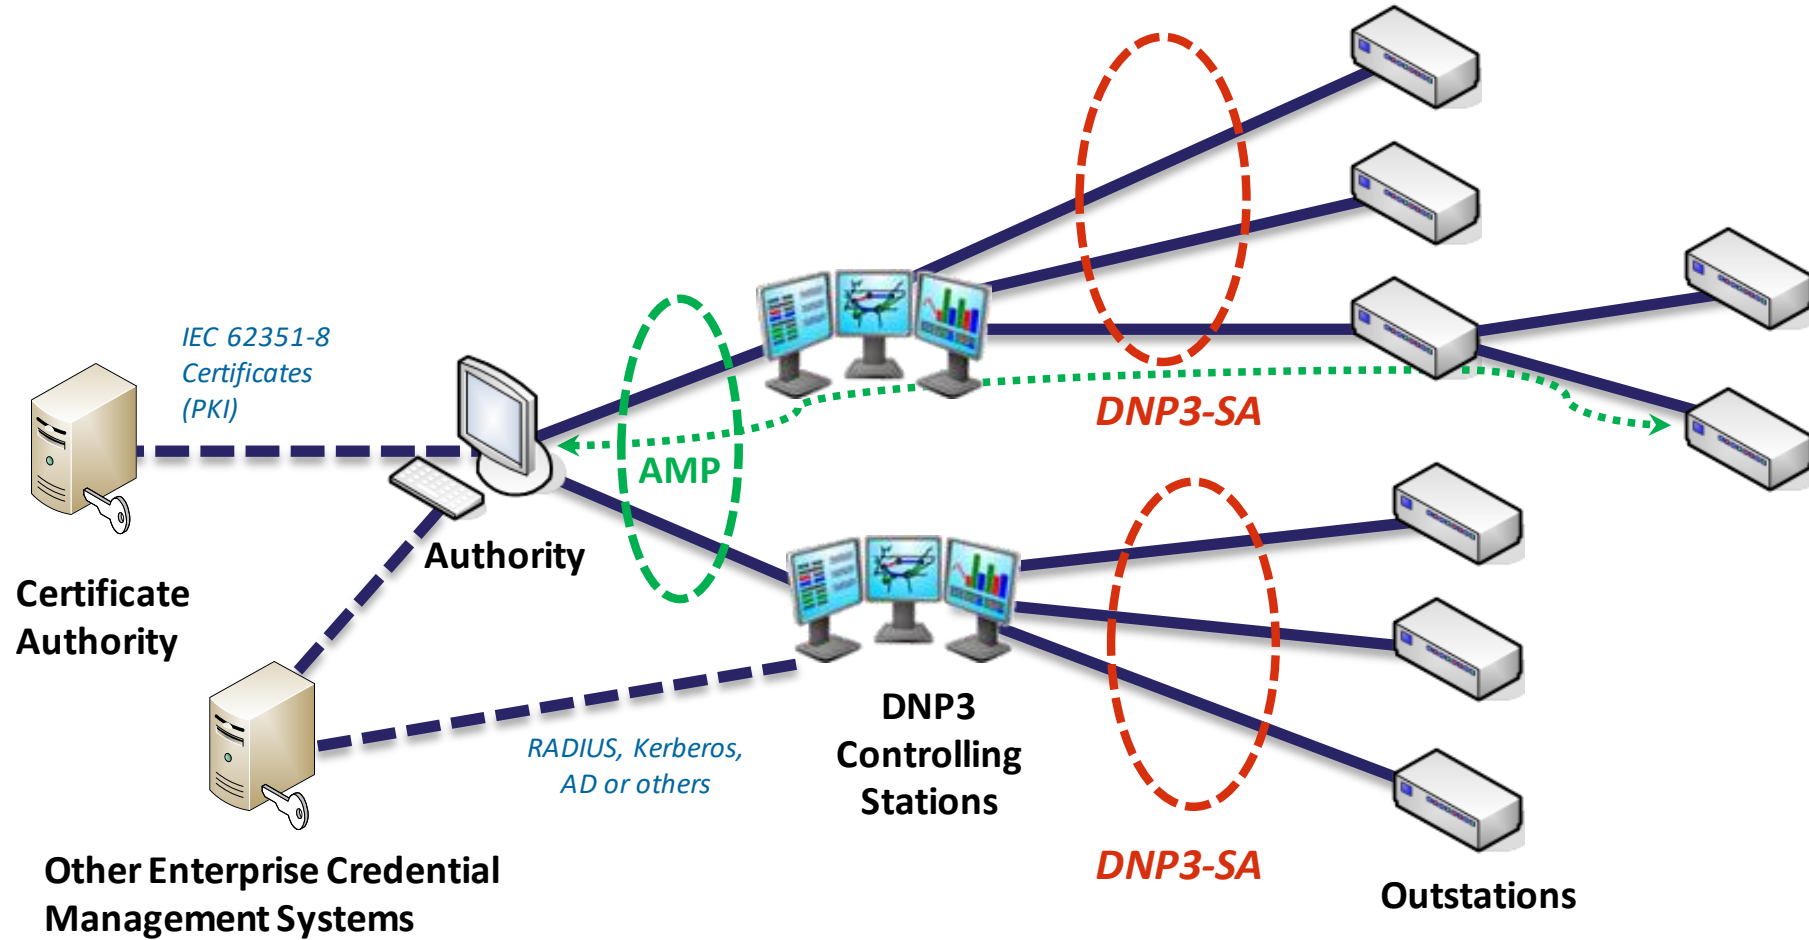 IEC 62351-8
Certificates
(PKI)
DNP3-SA
AMP
Authority
Certificate
Authority
DNP3
Controlling
Stations
RADIUS, Kerberos,
AD or others
DNP3-SA
Other Enterprise Credential
Management Systems
Outstations